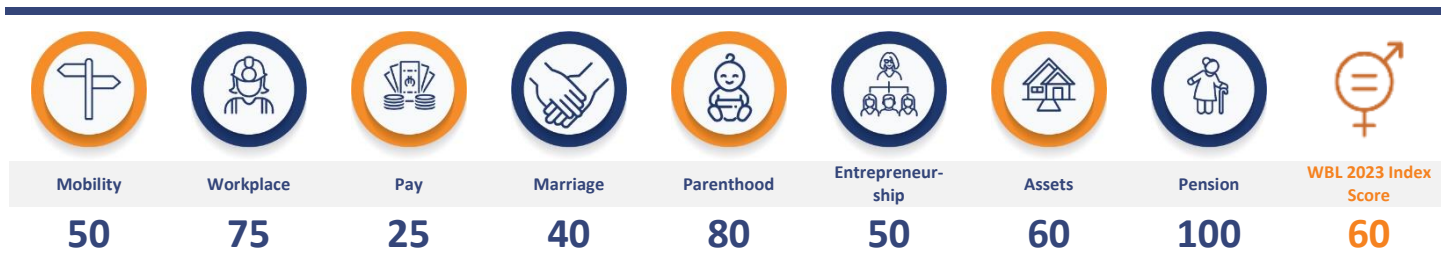 Mobility
Workplace
Pay
Marriage
Parenthood
Entrepreneur-
ship
Assets
Pension
WBL 2023 Index
Score
50
75
25
40
80
50
60
100
60